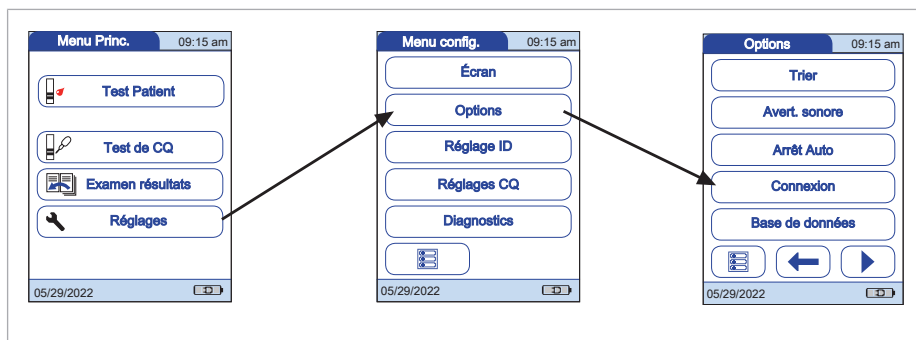 Menu Princ. 09:15 am
Test Patient
Test de CQ
Examen résultats
Réglages
05/29/2022
Menu config. 09:15 am
Écran
Options
Réglage ID
Réglages CQ
Diagnostics
05/29/2022
Options 09:15 am
Trier
Avert. sonore
Arrêt Auto
Connexion
Base de données
05/29/2022